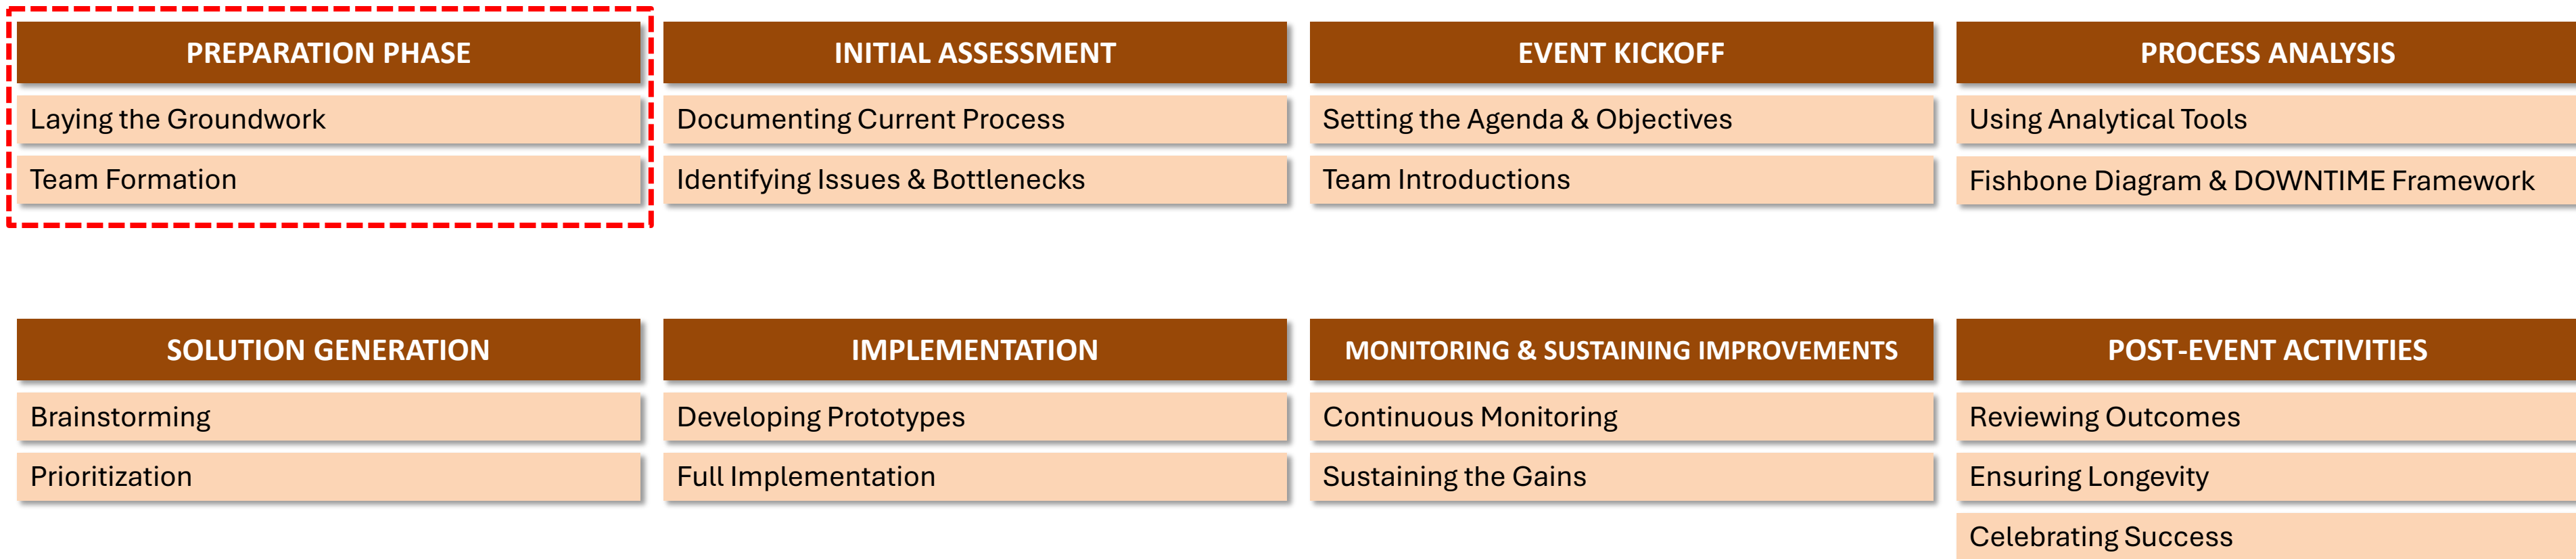 PREPARATION PHASE
Laying the Groundwork
Team Formation
INITIAL ASSESSMENT
Documenting Current Process
Identifying Issues & Bottlenecks
EVENT KICKOFF
Setting the Agenda & Objectives
Team Introductions
PROCESS ANALYSIS
Using Analytical Tools
Fishbone Diagram & DOWNTIME Framework
SOLUTION GENERATION
Brainstorming
Prioritization
IMPLEMENTATION
Developing Prototypes
Full Implementation
MONITORING & SUSTAINING IMPROVEMENTS
Continuous Monitoring
Sustaining the Gains
POST-EVENT ACTIVITIES
Reviewing Outcomes
Ensuring Longevity
Celebrating Success